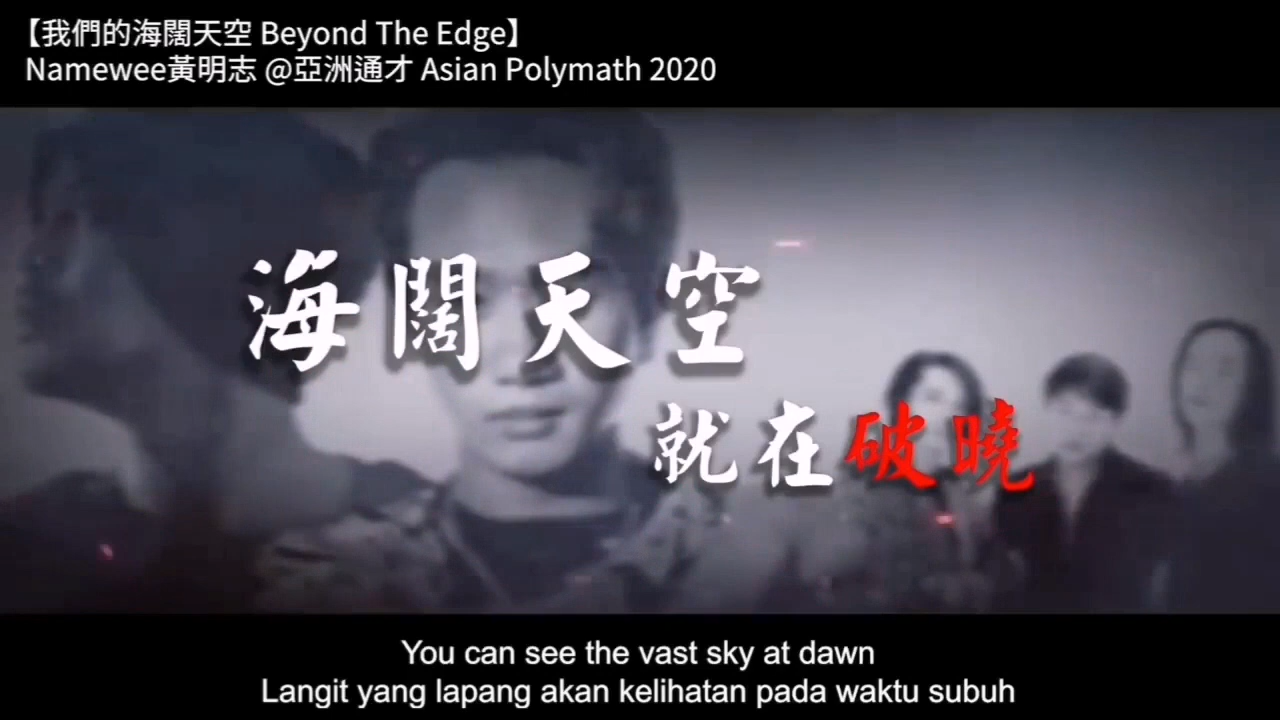 【我們的海闊天空 Beyond The Edge】
Namewee黃明志 @亞洲通才 Asian Polymath 2020
海闊天空
就在破曉
You can see the vast sky at dawn
Langit yang lapang akan kelihatan pada waktu subuh